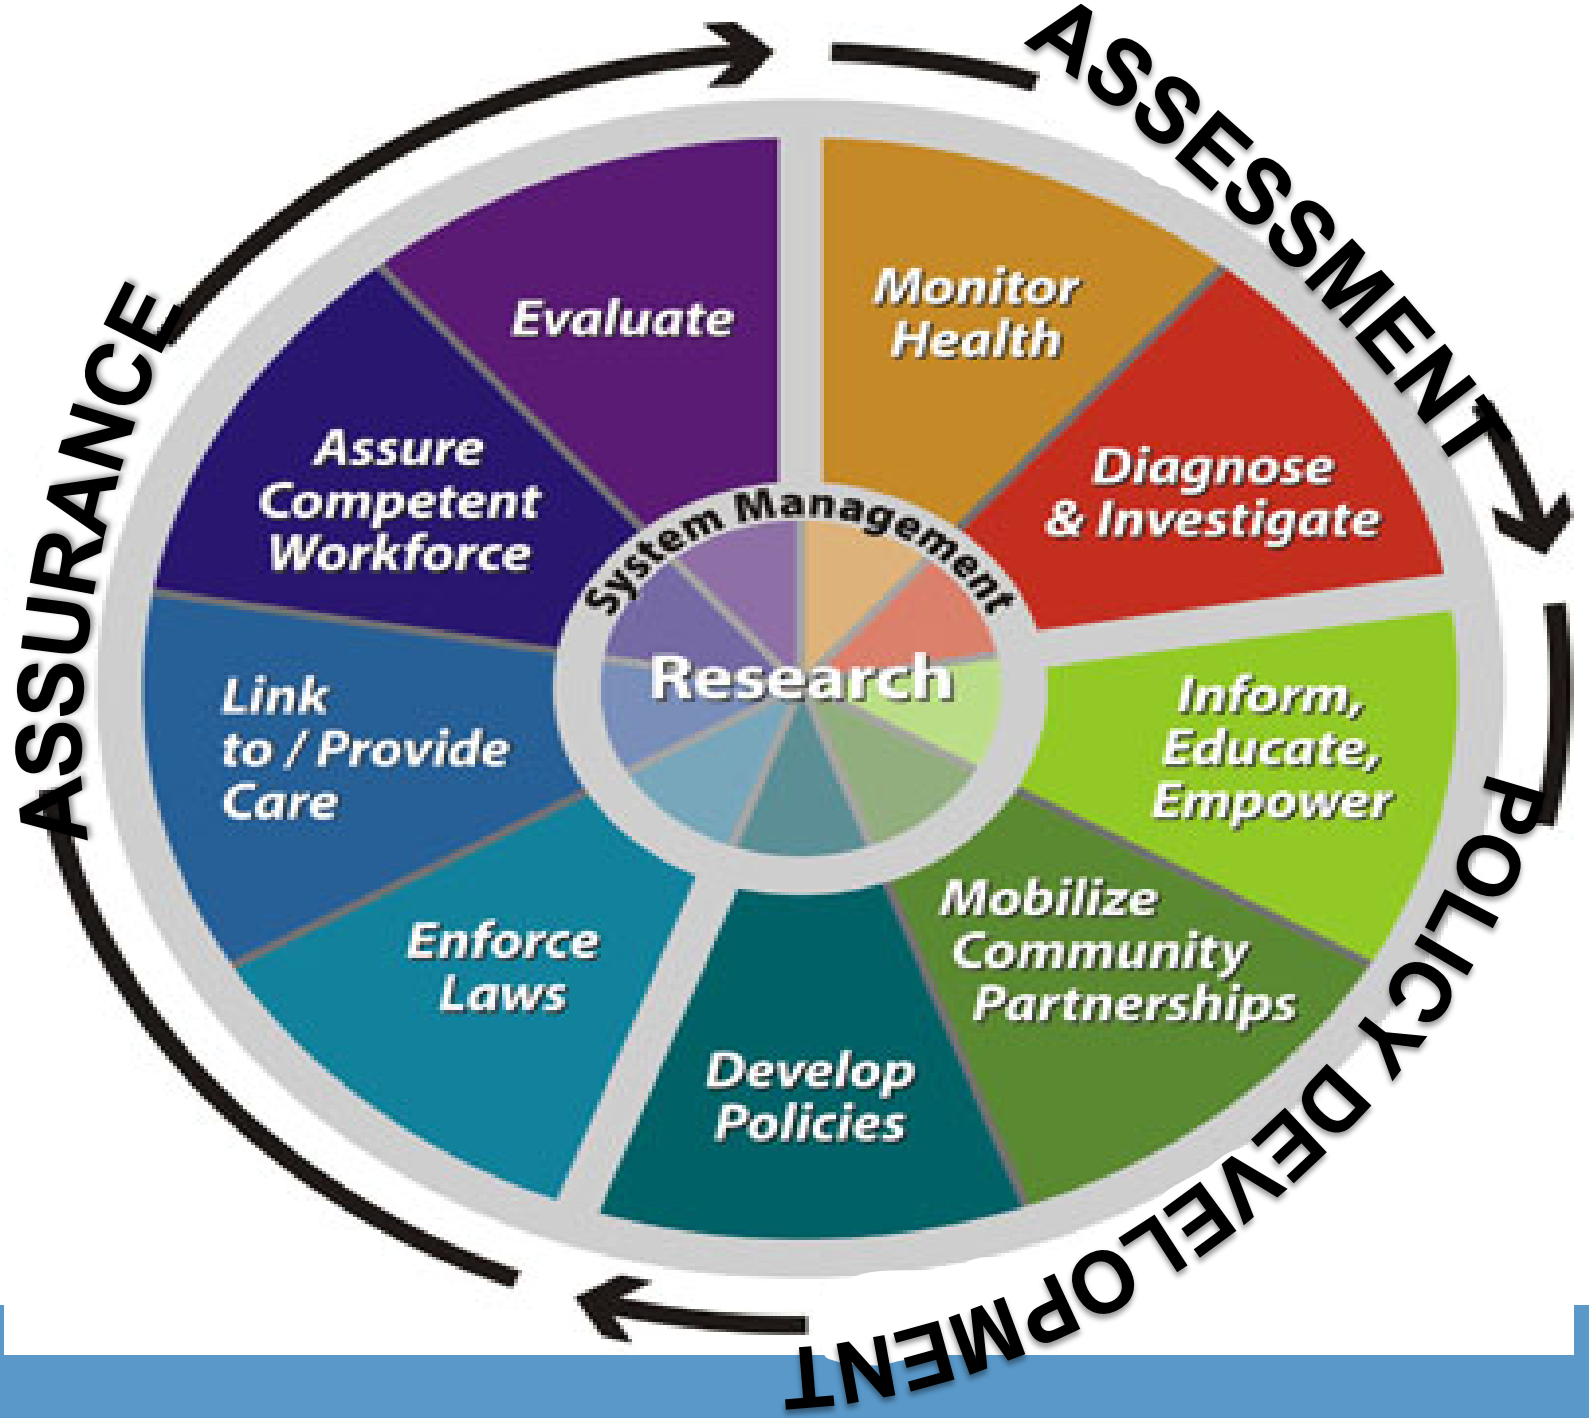 ASSESSMENT
POLICY DEVELOPMENT
ASSURANCE
Evaluate
Monitor
Health
Diagnose
& Investigate
Inform,
Educate,
Empower
Mobilize
Community
Partnerships
Develop
Policies
Enforce
Laws
Link
to / Provide
Care
Assure
Competent
Workforce
System Management
Research